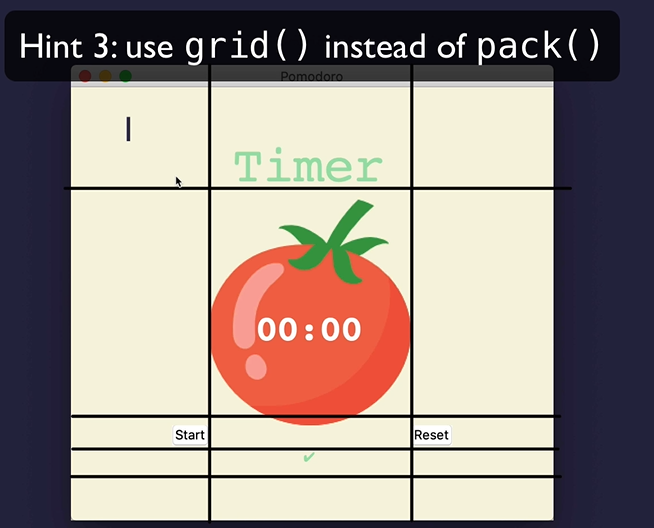 Hint 3: use grid() instead of pack()
Pomodoro
Timer
00:00
Start
Reset
✓